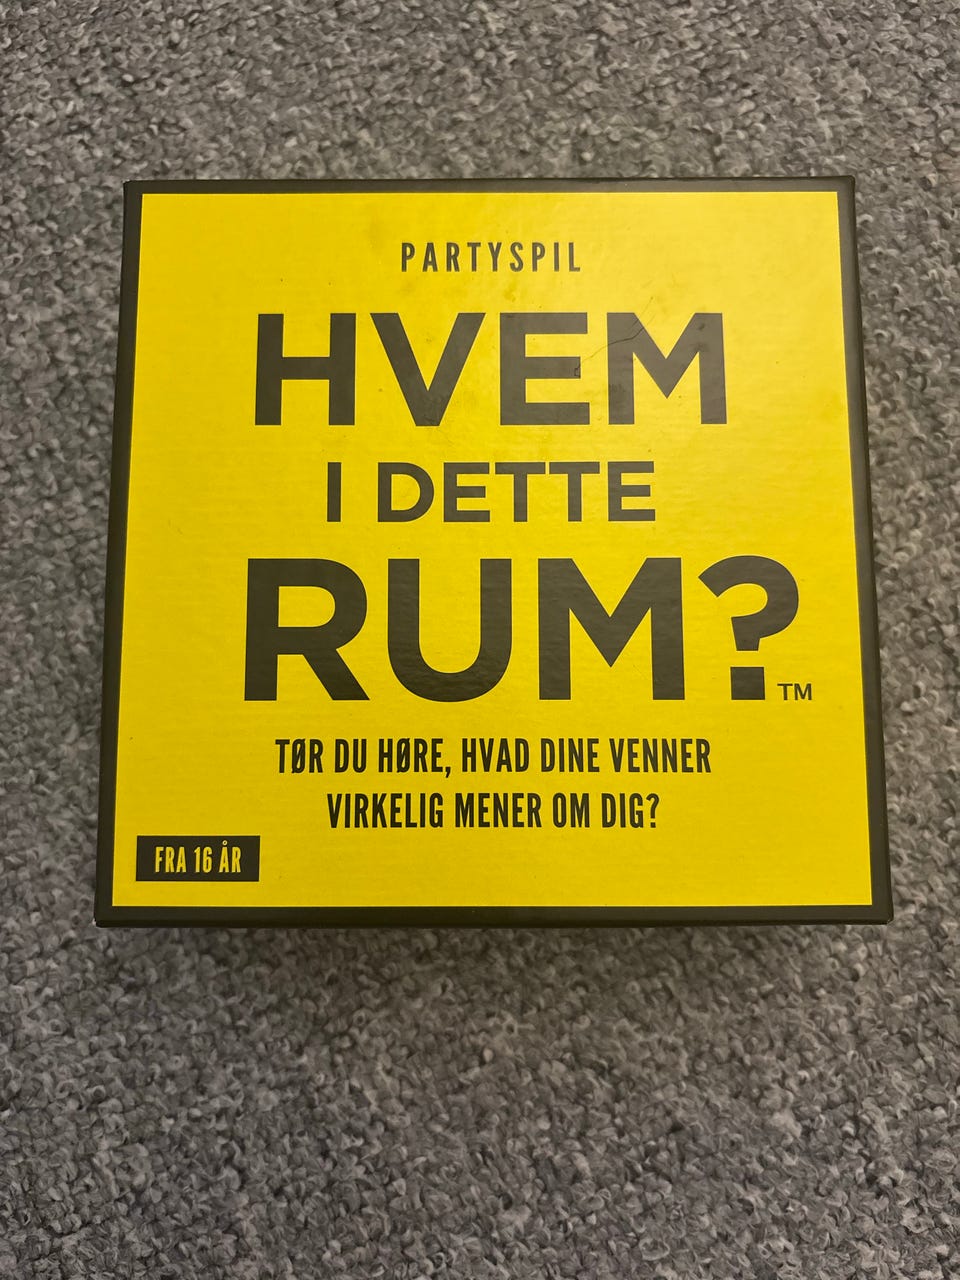 PARTYSPIL
HVEM
I DETTE
RUM?™
TØR DU HØRE, HVAD DINE VENNER
VIRKELIG MENER OM DIG?
FRA 16 ÅR